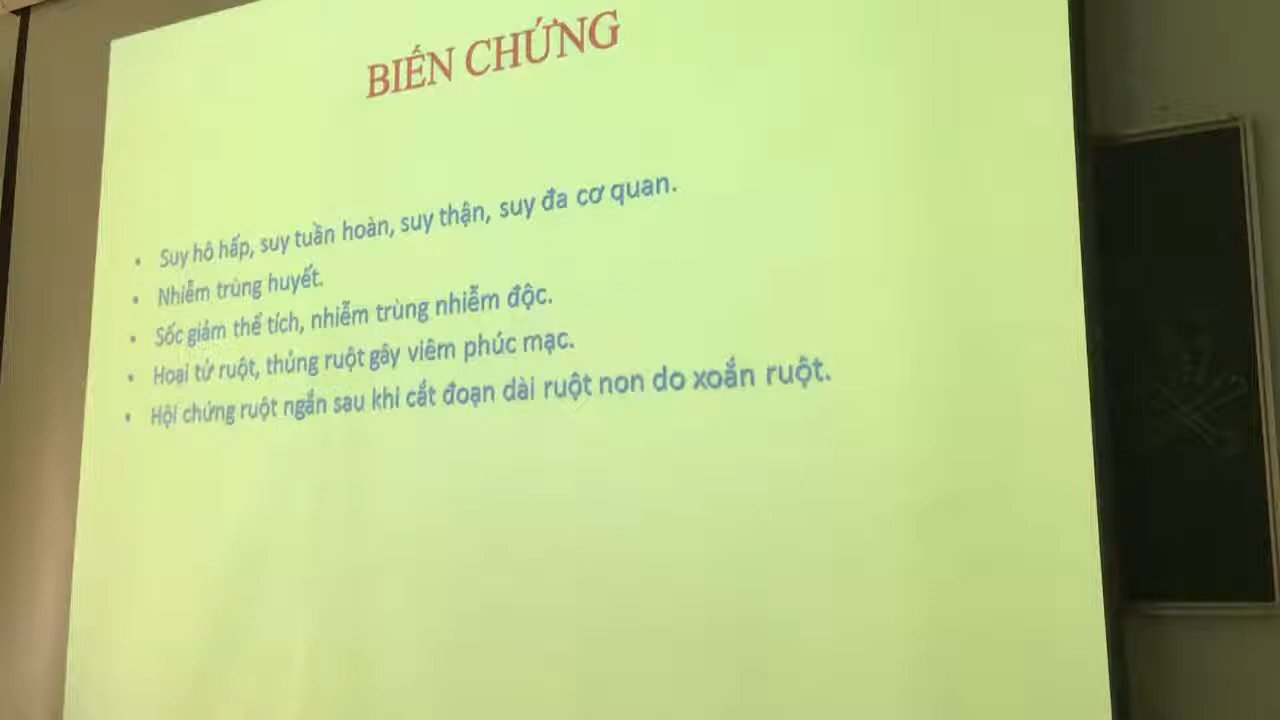 BIẾN CHỨNG
• Suy hô hấp, suy tuần hoàn, suy thận, suy đa cơ quan.
• Nhiễm trùng huyết.
• Sốc giảm thể tích, nhiễm trùng nhiễm độc.
• Hoại tử ruột, thủng ruột gây viêm phúc mạc.
• Hội chứng ruột ngắn sau khi cắt đoạn dài ruột non do xoắn ruột.